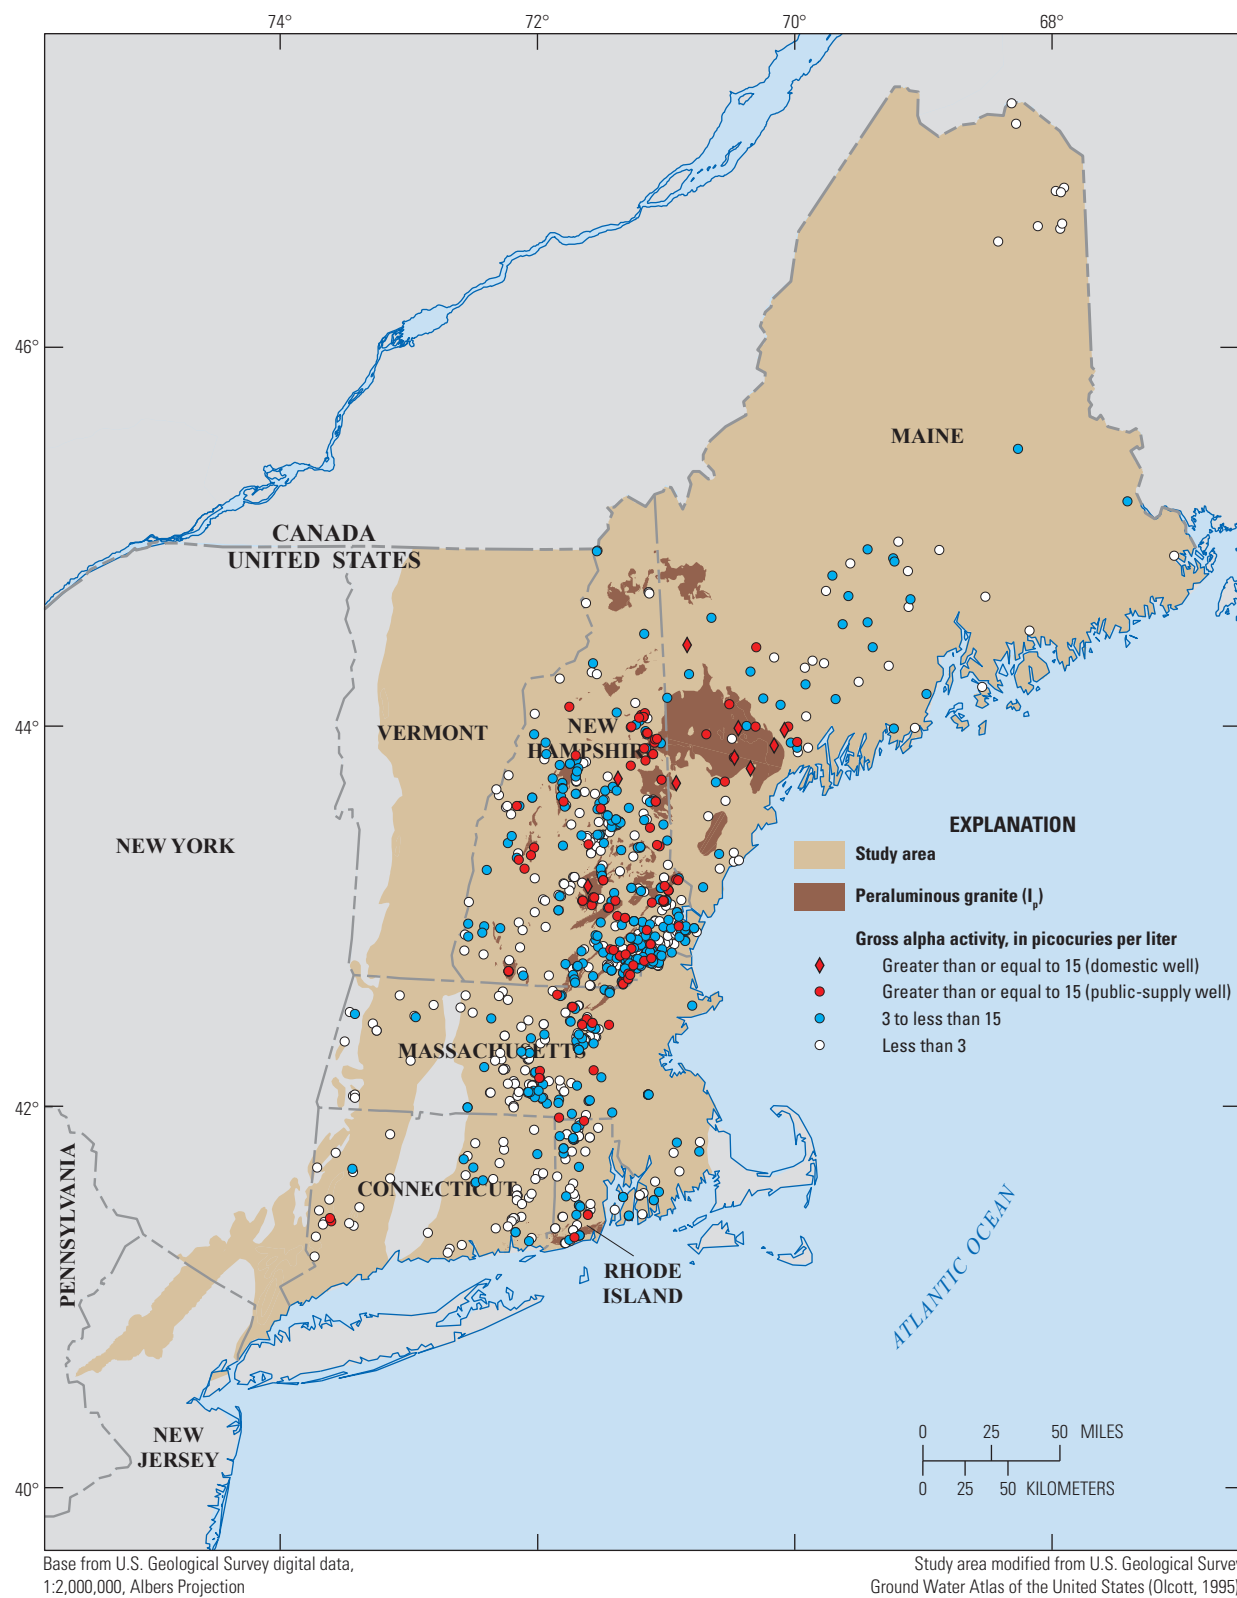 74° 72° 70° 68°
46°
MAINE
CANADA
UNITED STATES
44°
VERMONT
NEW
HAMPSHIRE
NEW YORK
EXPLANATION
Study area
Peraluminous granite (Ip)
Gross alpha activity, in picocuries per liter
Greater than or equal to 15 (domestic well)
Greater than or equal to 15 (public-supply well)
3 to less than 15
Less than 3
MASSACHUSETTS
42°
PENNSYLVANIA
CONNECTICUT
RHODE
ISLAND
ATLANTIC OCEAN
NEW
JERSEY
0 25 50 MILES
0 25 50 KILOMETERS
40°
Base from U.S. Geological Survey digital data,
1:2,000,000, Albers Projection
Study area modified from U.S. Geological Survey
Ground Water Atlas of the United States (Olcott, 1995)